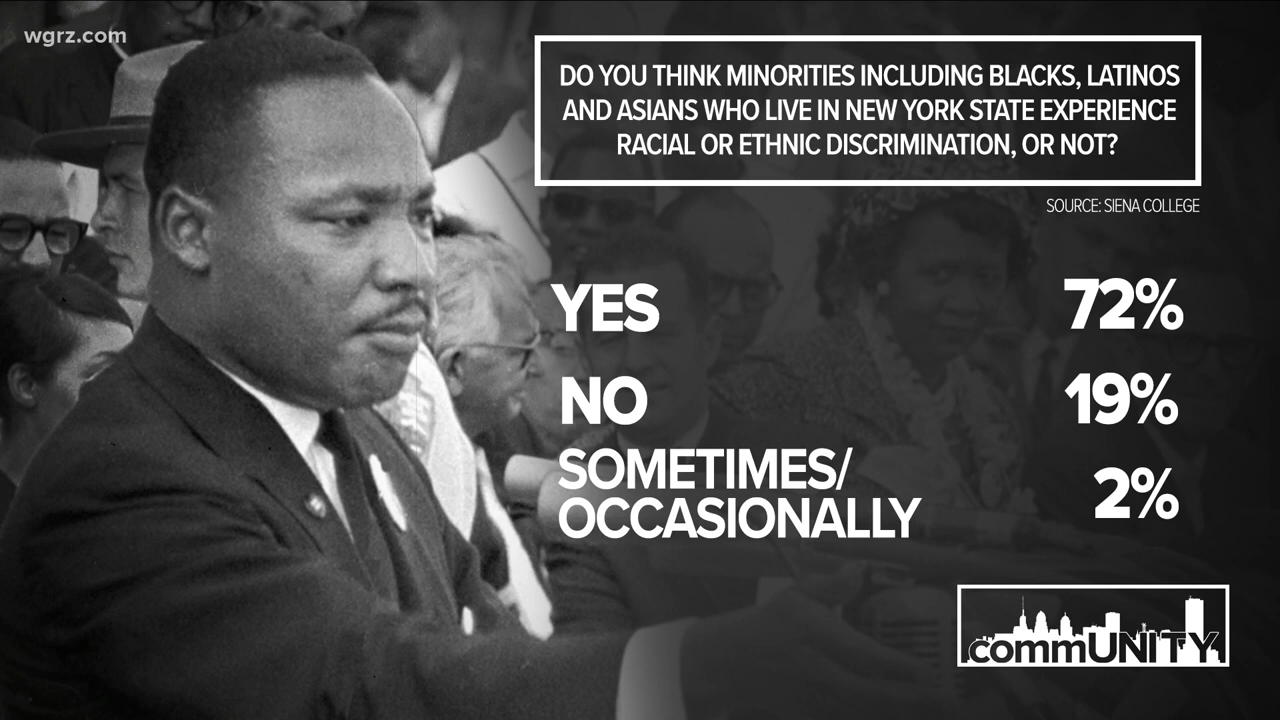 wgrz.com
DO YOU THINK MINORITIES INCLUDING BLACKS, LATINOS
AND ASIANS WHO LIVE IN NEW YORK STATE EXPERIENCE
RACIAL OR ETHNIC DISCRIMINATION, OR NOT?
SOURCE: SIENA COLLEGE
YES 72%
NO 19%
SOMETIMES/
OCCASIONALLY 2%
commUNITY